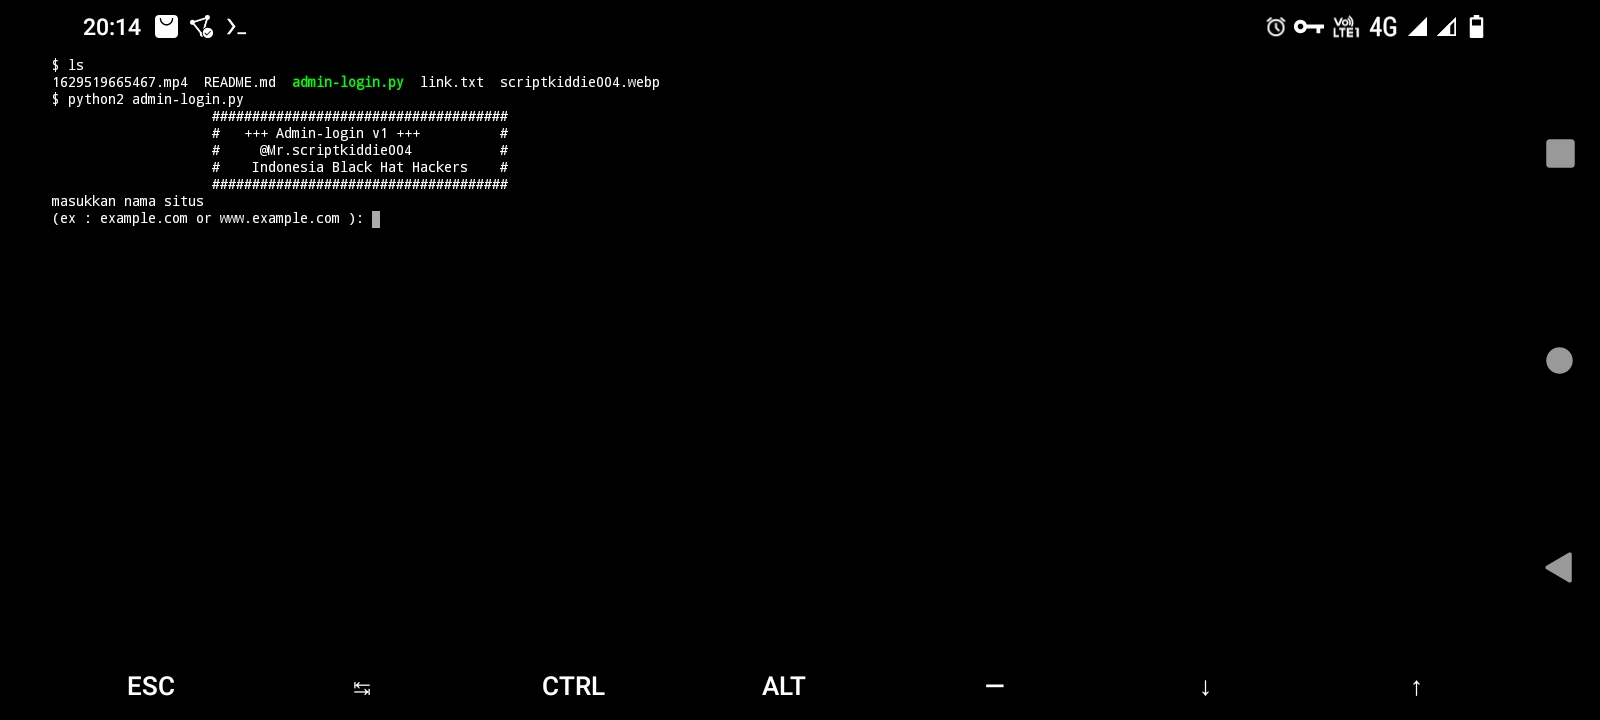 20:14 4G
Vo) LTE1
$ ls
1629519665467.mp4  README.md  admin-login.py  link.txt  scriptkiddie004.webp
$ python2 admin-login.py
#####################################
#   +++ Admin-login v1 +++          #
#     @Mr.scriptkiddie004           #
#    Indonesia Black Hat Hackers    #
#####################################
masukkan nama situs
(ex : example.com or www.example.com ):
ESC ⇆ CTRL ALT — ↓ ↑